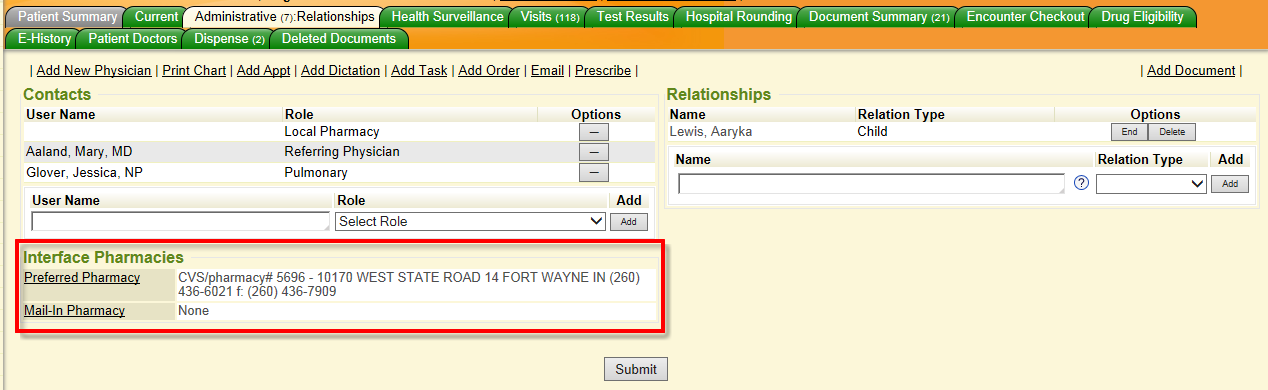 Patient Summary Current Administrative (7):Relationships Health Surveillance Visits (118) Test Results Hospital Rounding Document Summary (21) Encounter Checkout Drug Eligibility
E-History Patient Doctors Dispense (2) Deleted Documents
| Add New Physician | Print Chart | Add Appt | Add Dictation | Add Task | Add Order | Email | Prescribe | | Add Document |
Contacts
User Name Role Options
Local Pharmacy —
Aaland, Mary, MD Referring Physician —
Glover, Jessica, NP Pulmonary —
User Name Role Add
Select Role Add
Interface Pharmacies
Preferred Pharmacy CVS/pharmacy# 5696 - 10170 WEST STATE ROAD 14 FORT WAYNE IN (260)
436-6021 f: (260) 436-7909
Mail-In Pharmacy None
Relationships
Name Relation Type Options
Lewis, Aaryka Child End Delete
Name Relation Type Add
? Add
Submit